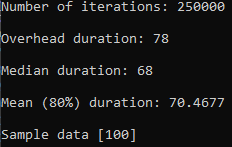 Number of iterations: 250000
Overhead duration: 78
Median duration: 68
Mean (80%) duration: 70.4677
Sample data [100]